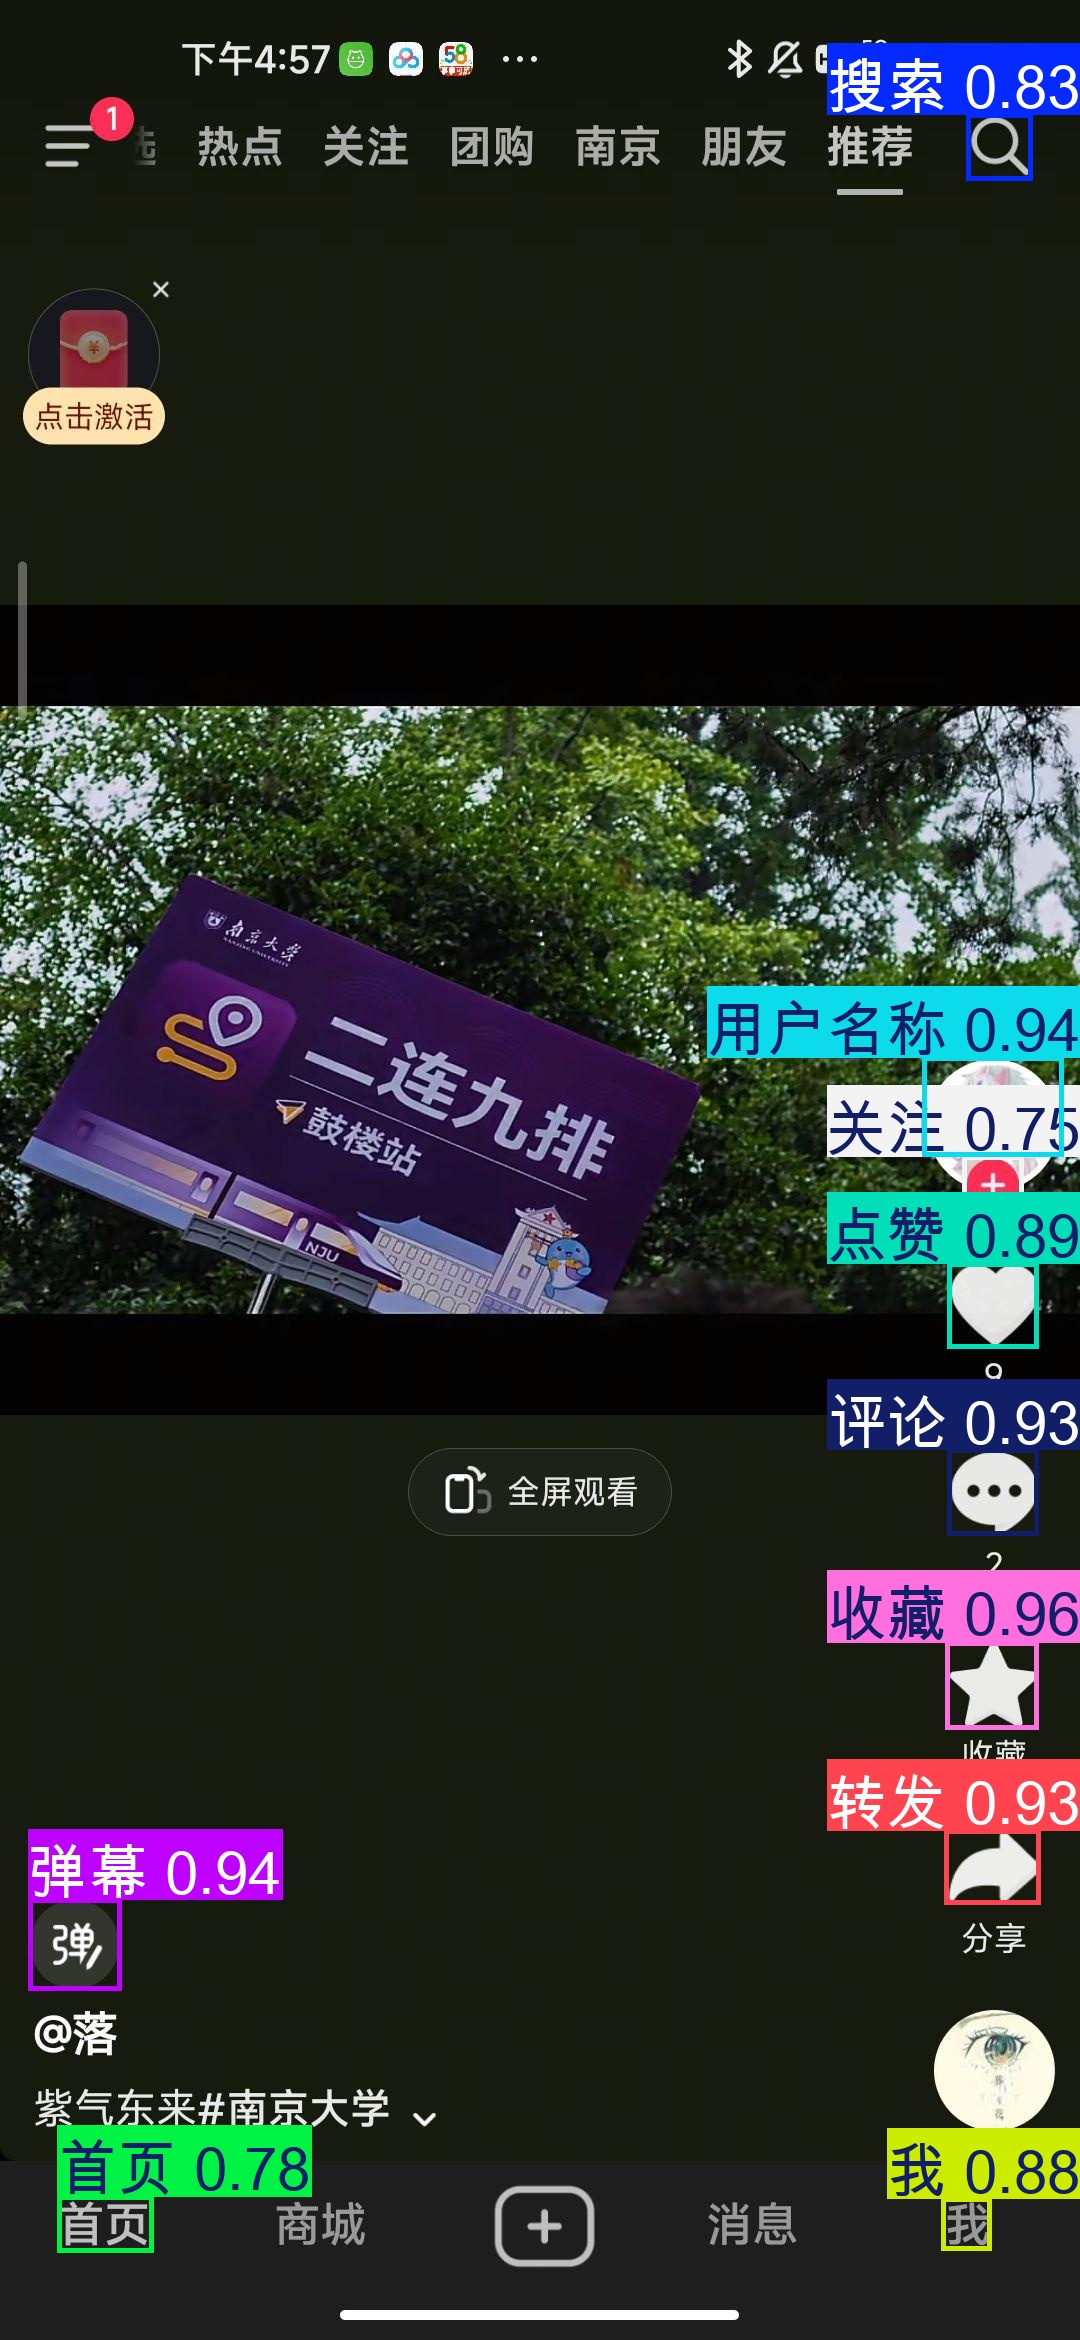 下午4:57
搜索 0.83
1
热点 关注 团购 南京 朋友 推荐
点击激活
南京大学
NANJING UNIVERSITY
二连九排
鼓楼站
NJU
用户名称 0.94
关注 0.75
点赞 0.89
评论 0.93
全屏观看
2
收藏 0.96
收藏
转发 0.93
分享
弹幕 0.94
弹
@落
紫气东来#南京大学
首页 0.78
我 0.88
首页 商城 消息 我